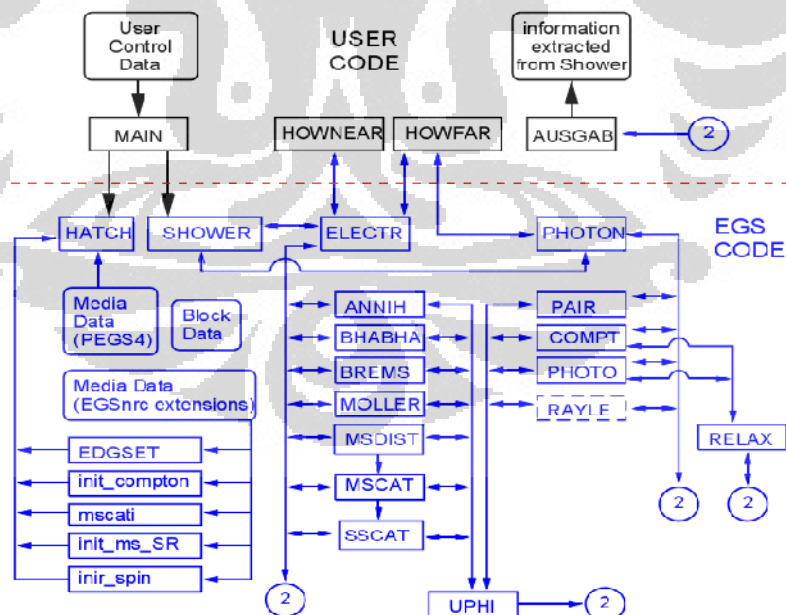 User
Control
Data
USER
CODE
information
extracted
from Shower
MAIN
HOWNEAR
HOWFAR
AUSGAB
2
HATCH
SHOWER
ELECTR
PHOTON
EGS
CODE
Media
Data
(PEGS4)
Block
Data
Media Data
(EGSnrc extensions)
EDGSET
init_compton
mscati
init_ms_SR
inir_spin
ANNIH
BHABHA
BREMS
MOLLER
MSDIST
MSCAT
SSCAT
PAIR
COMPT
PHOTO
RAYLE
RELAX
2
2
2
UPHI
2